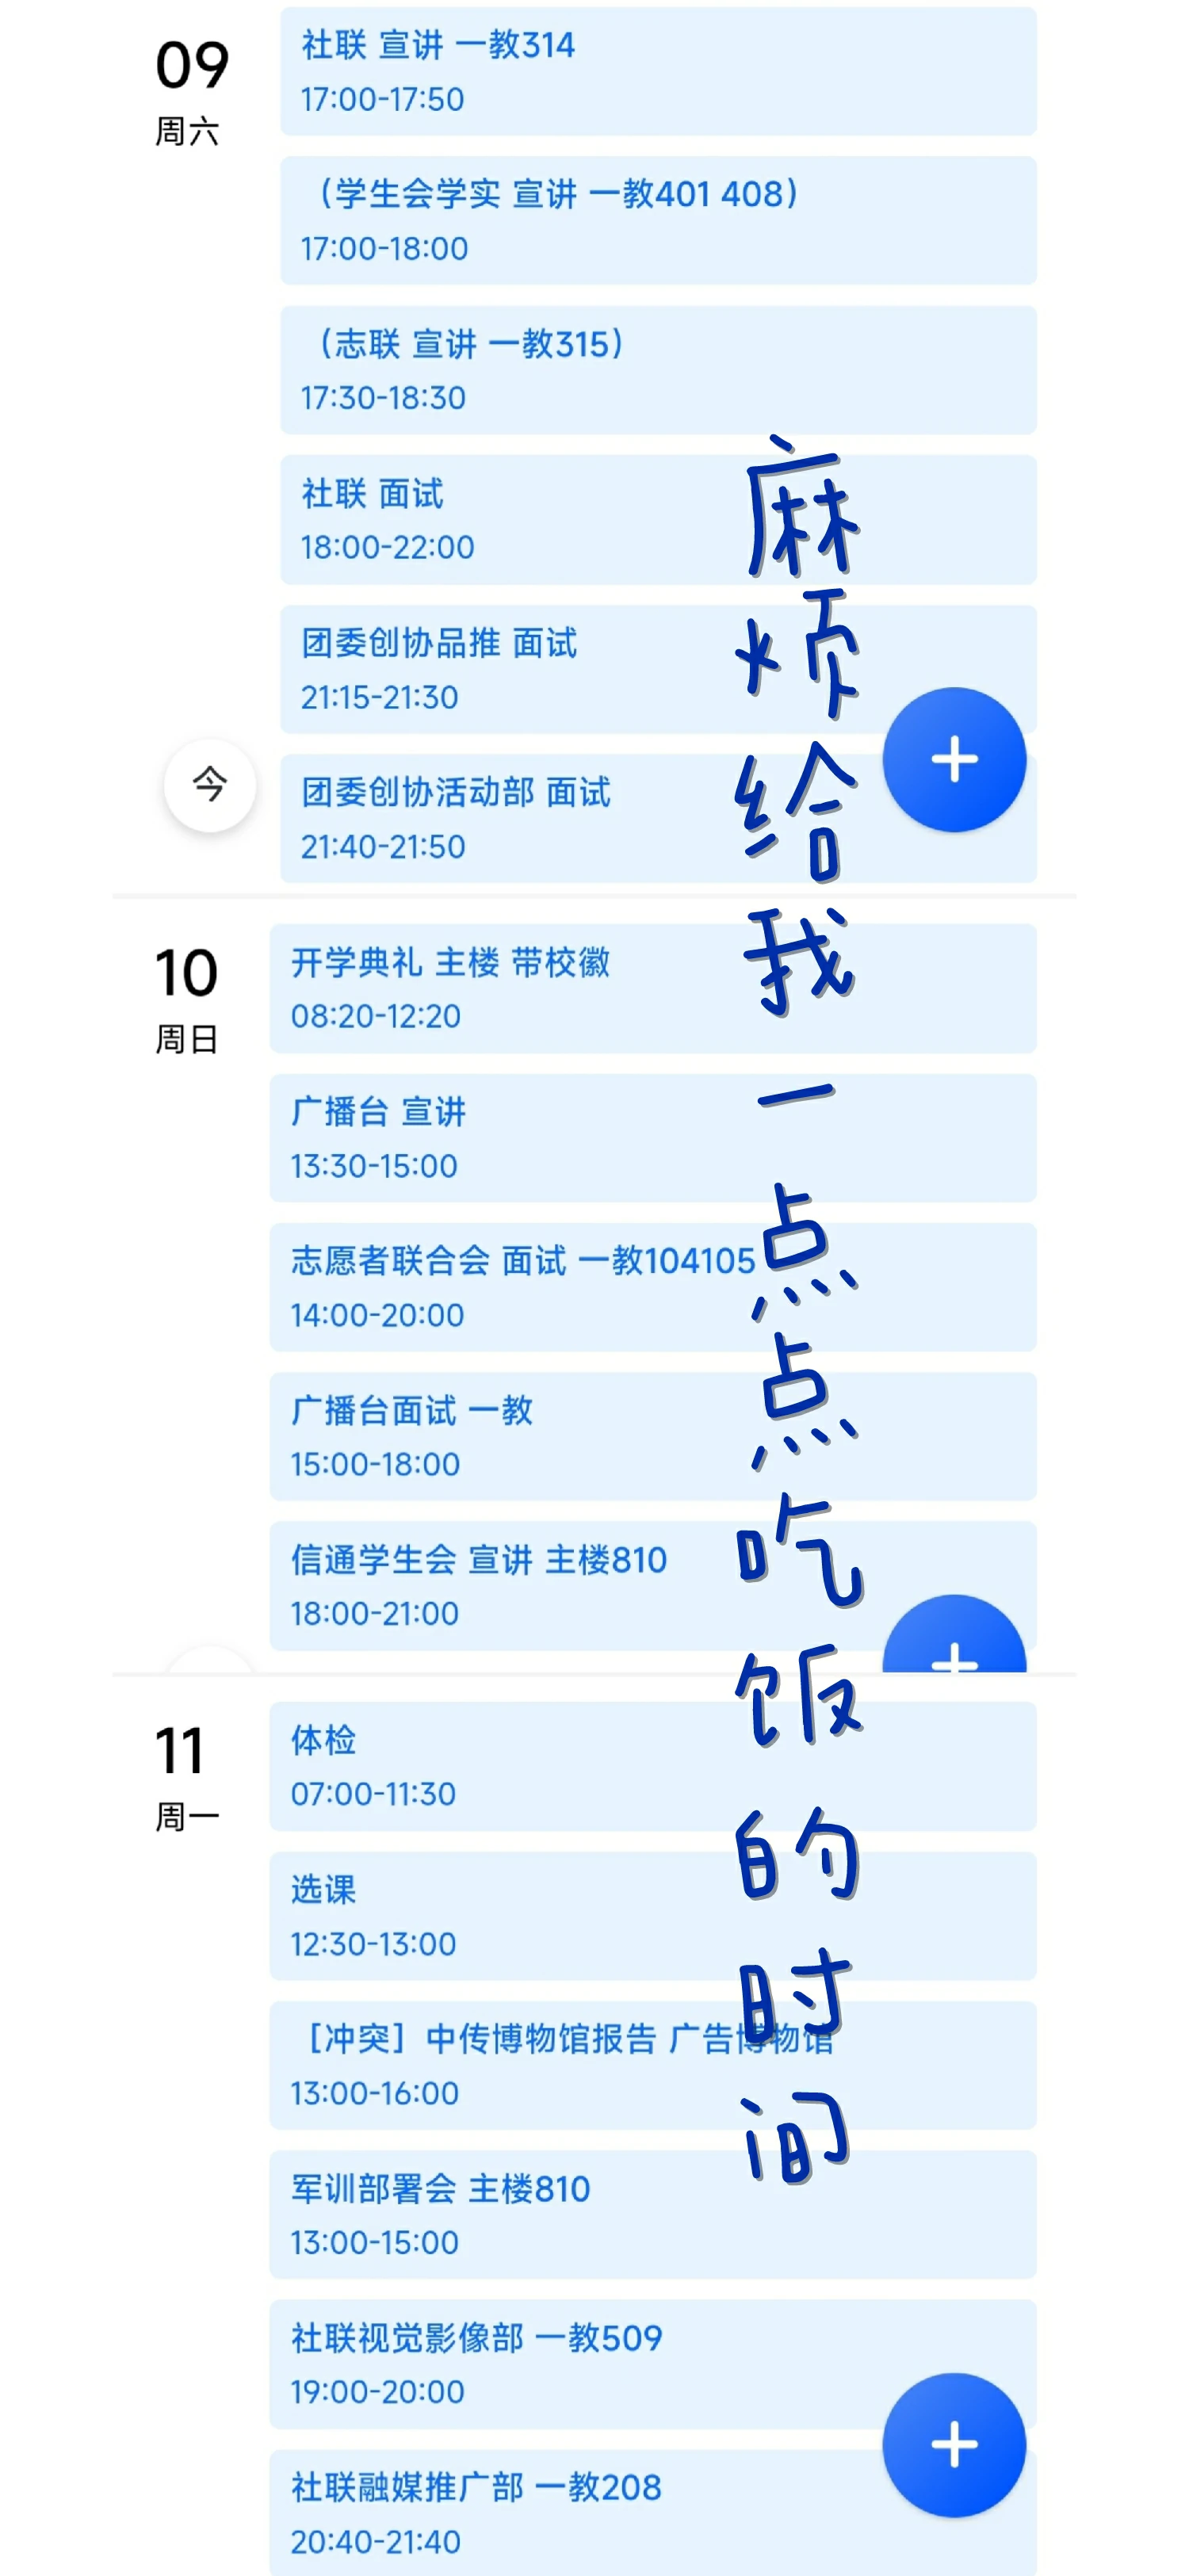 09
周六
社联 宣讲 一教314
17:00-17:50
（学生会学实 宣讲 一教401 408）
17:00-18:00
（志联 宣讲 一教315）
17:30-18:30
社联 面试
18:00-22:00
团委创协品推 面试
21:15-21:30
今
团委创协活动部 面试
21:40-21:50
10
周日
开学典礼 主楼 带校徽
08:20-12:20
广播台 宣讲
13:30-15:00
志愿者联合会 面试 一教104105
14:00-20:00
广播台面试 一教
15:00-18:00
信通学生会 宣讲 主楼810
18:00-21:00
11
周一
体检
07:00-11:30
选课
12:30-13:00
［冲突］中传博物馆报告 广告博物馆
13:00-16:00
军训部署会 主楼810
13:00-15:00
社联视觉影像部 一教509
19:00-20:00
社联融媒推广部 一教208
20:40-21:40
麻烦给我一点点吃饭的时间